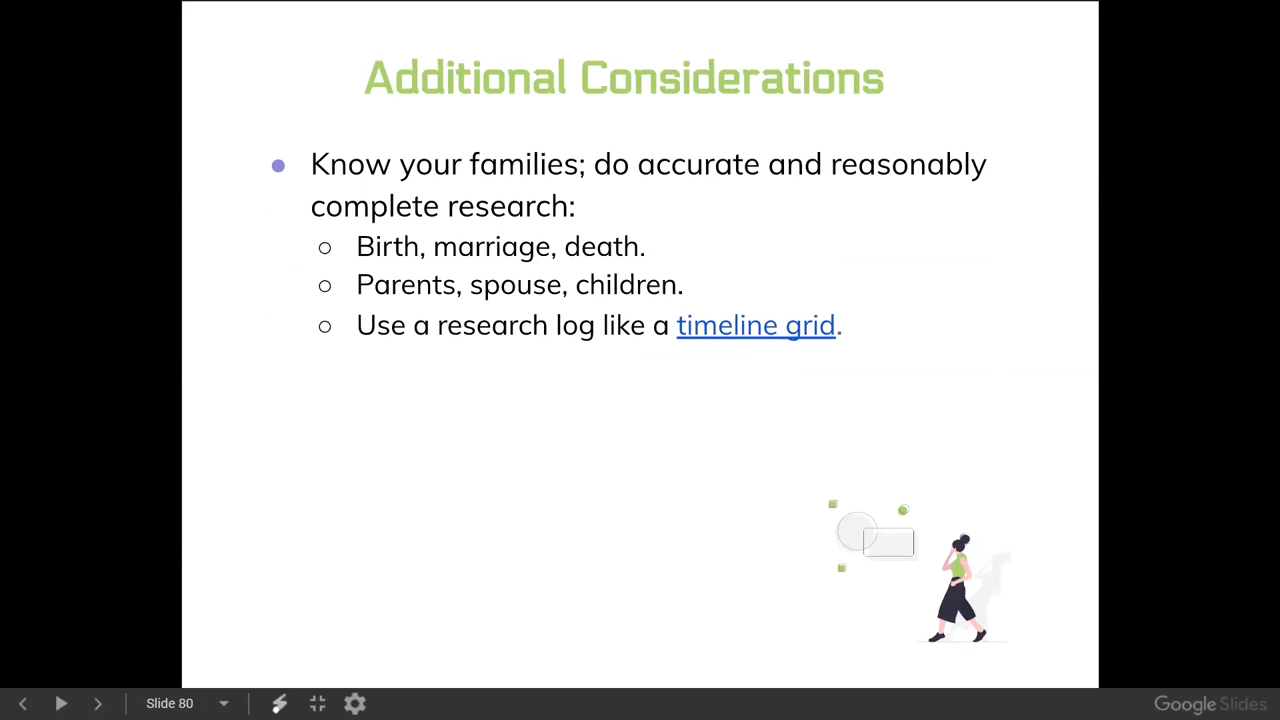 Additional Considerations
● Know your families; do accurate and reasonably
complete research:
○ Birth, marriage, death.
○ Parents, spouse, children.
○ Use a research log like a timeline grid.
Slide 80
Google Slides